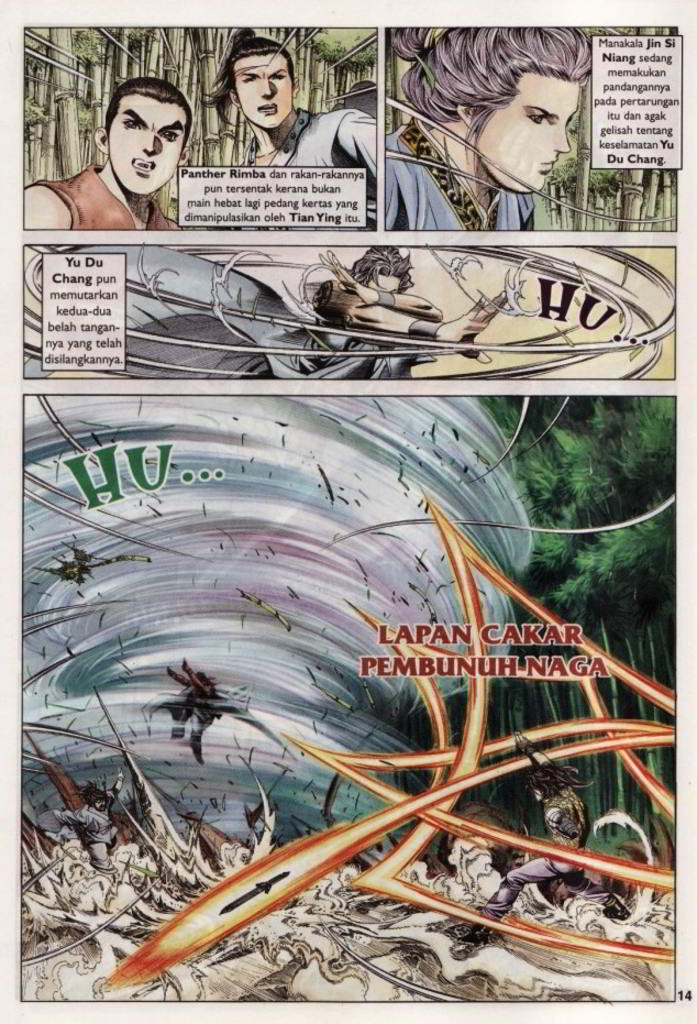 Panther Rimba dan rakan-rakannya
pun tersentak kerana bukan
main hebat lagi pedang kertas yang
dimanipulasikan oleh Tian Ying itu.
Manakala Jin Si
Niang sedang
memakukan
pandangannya
pada pertarungan
itu dan agak
gelisah tentang
keselamatan Yu
Du Chang.
Yu Du
Chang pun
memutarkan
kedua-dua
belah tangan-
nya yang telah
disilangkannya.
HU...
HU...
LAPAN CAKAR
PEMBUNUH NAGA
14